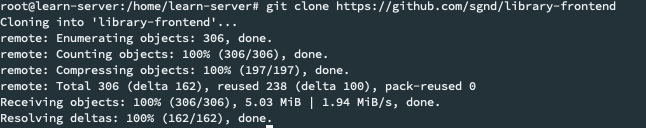 root@learn-server:/home/learn-server# git clone https://github.com/sgnd/library-frontend
Cloning into 'library-frontend'...
remote: Enumerating objects: 306, done.
remote: Counting objects: 100% (306/306), done.
remote: Compressing objects: 100% (197/197), done.
remote: Total 306 (delta 162), reused 238 (delta 100), pack-reused 0
Receiving objects: 100% (306/306), 5.03 MiB | 1.94 MiB/s, done.
Resolving deltas: 100% (162/162), done.